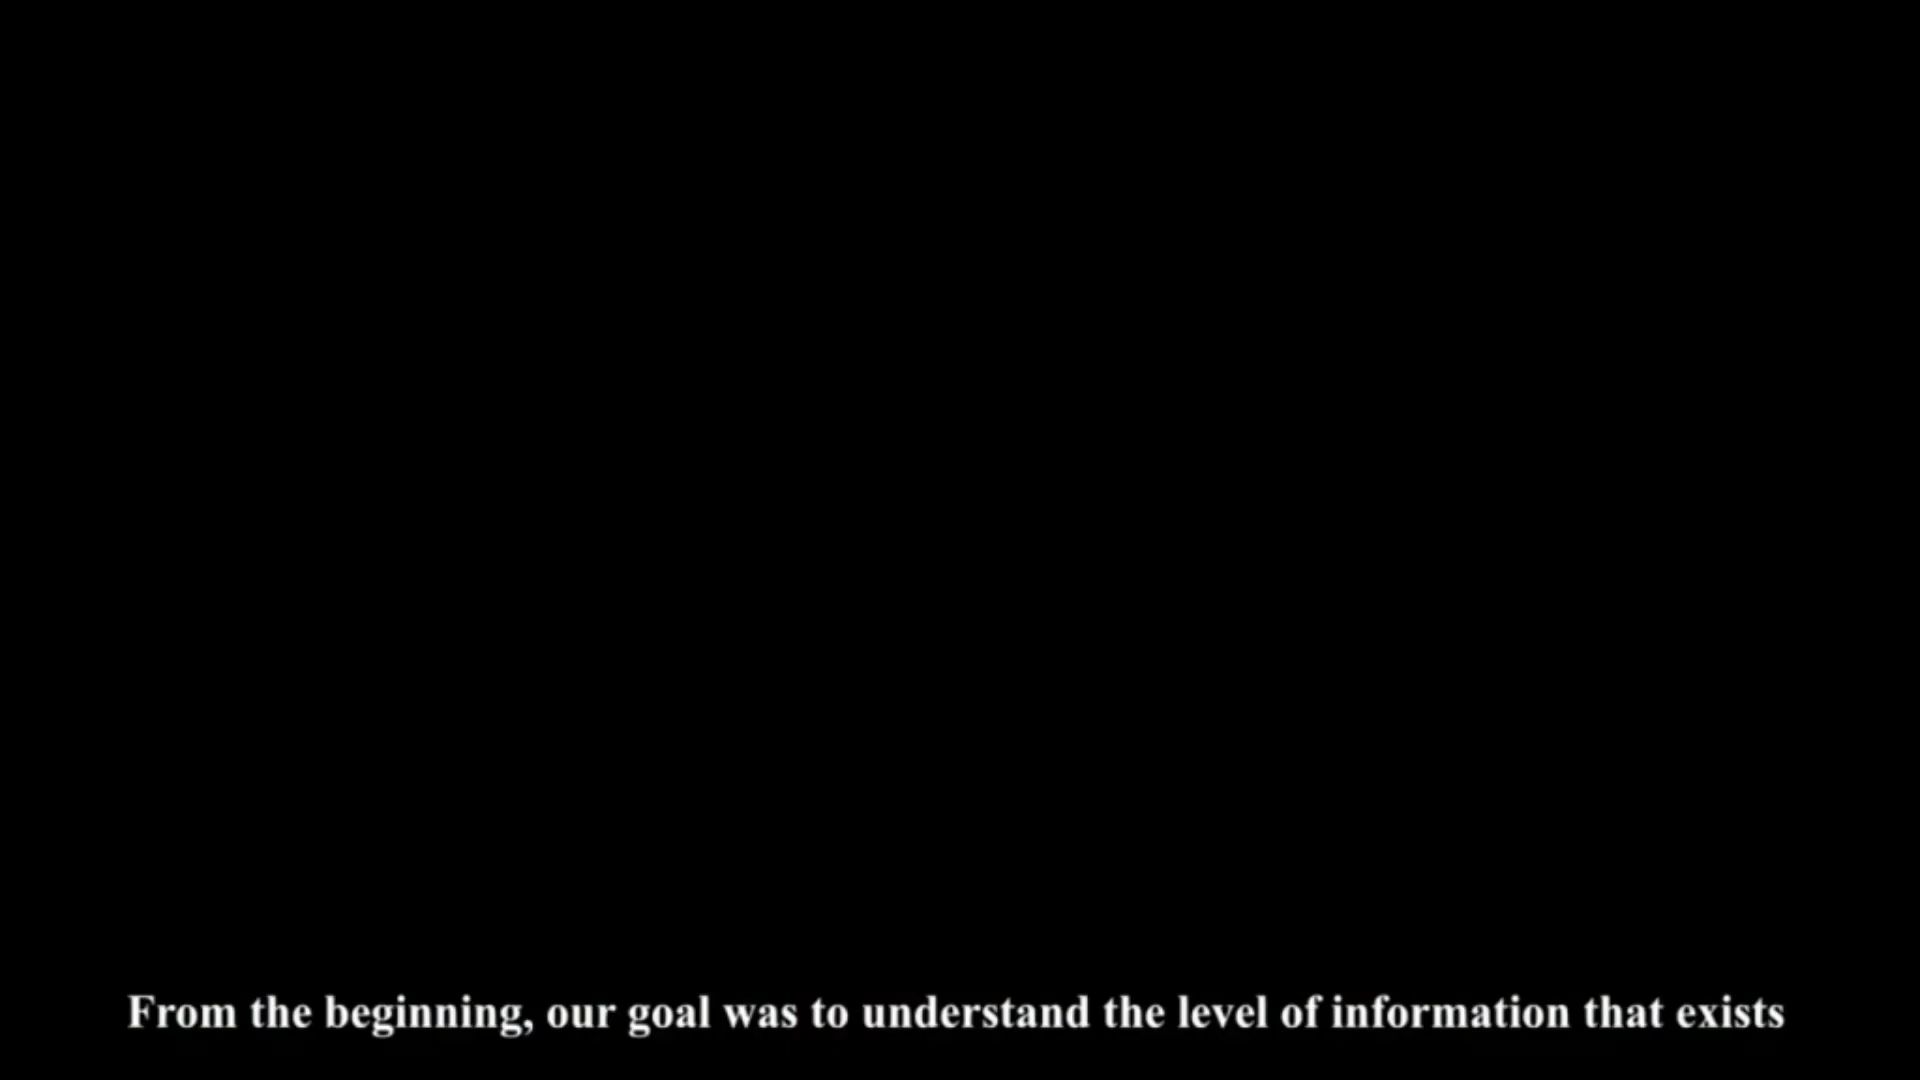 From the beginning, our goal was to understand the level of information that exists